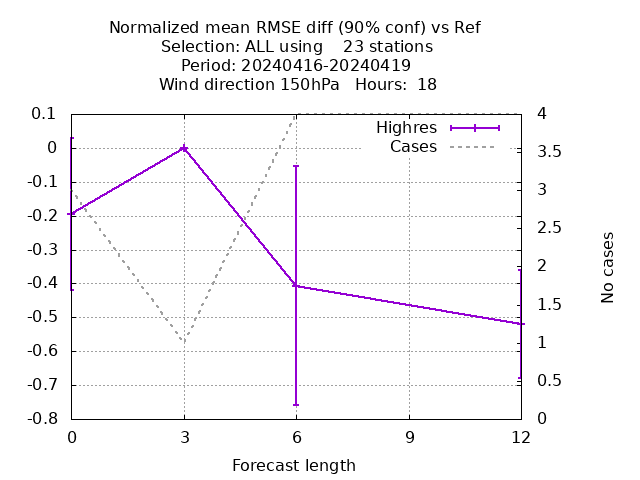 Normalized mean RMSE diff (90% conf) vs Ref
Selection: ALL using    23 stations
Period: 20240416-20240419
Wind direction 150hPa   Hours:  18
Highres
Cases
0.1
0
-0.1
-0.2
-0.3
-0.4
-0.5
-0.6
-0.7
-0.8
4
3.5
3
2.5
2
1.5
1
0.5
0
No cases
0 3 6 9 12
Forecast length